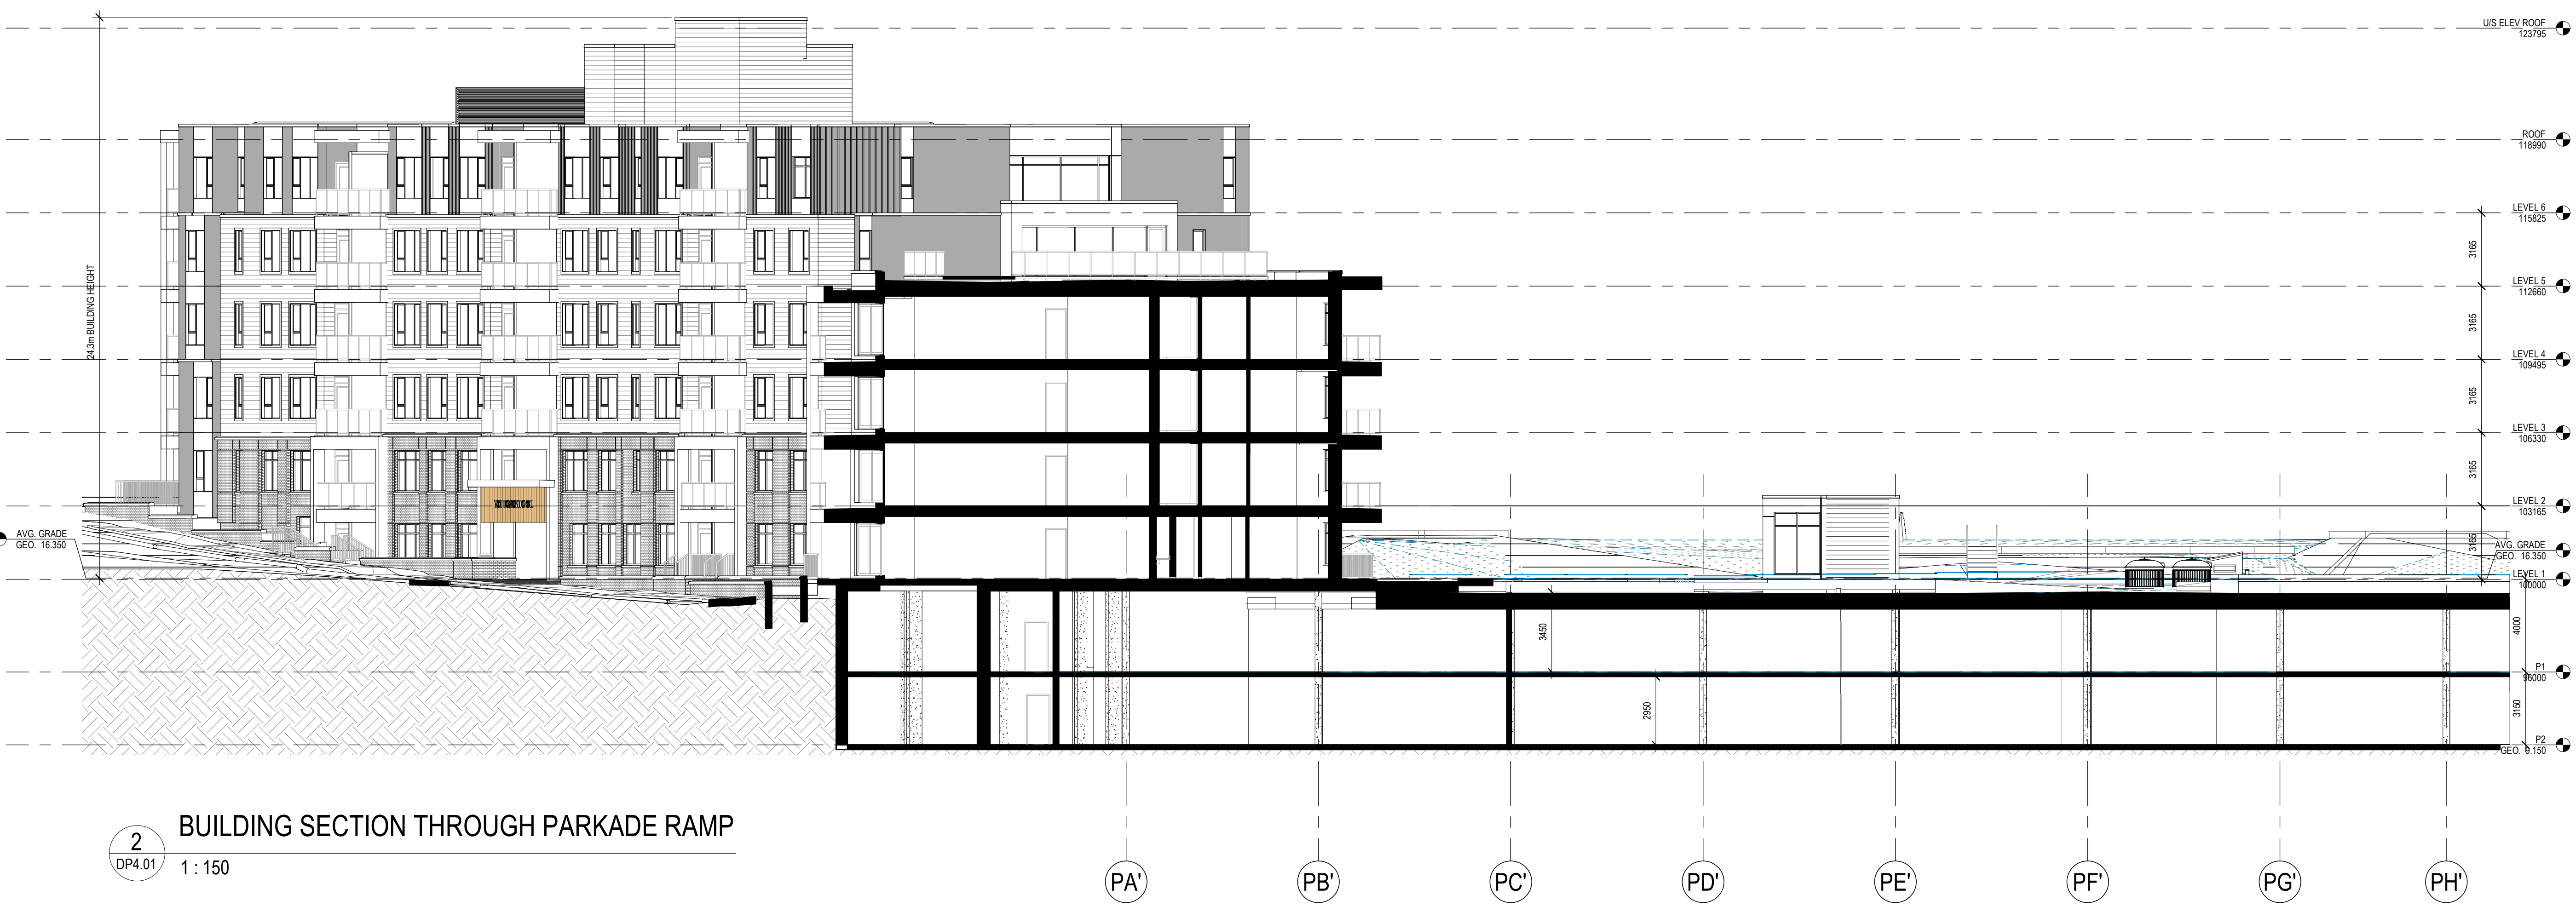 U/S ELEV ROOF
123795
ROOF
118990
LEVEL 6
115825
3165
24.3m BUILDING HEIGHT
LEVEL 5
112660
3165
LEVEL 4
109495
3165
LEVEL 3
106330
3165
LEVEL 2
103165
AVG. GRADE
GEO. 16.350
3165
AVG. GRADE
GEO. 16.350
LEVEL 1
100000
3450
4000
P1
96000
2950
3150
P2
GEO. 9.150
2
DP4.01
BUILDING SECTION THROUGH PARKADE RAMP
1 : 150
PA'
PB'
PC'
PD'
PE'
PF'
PG'
PH'